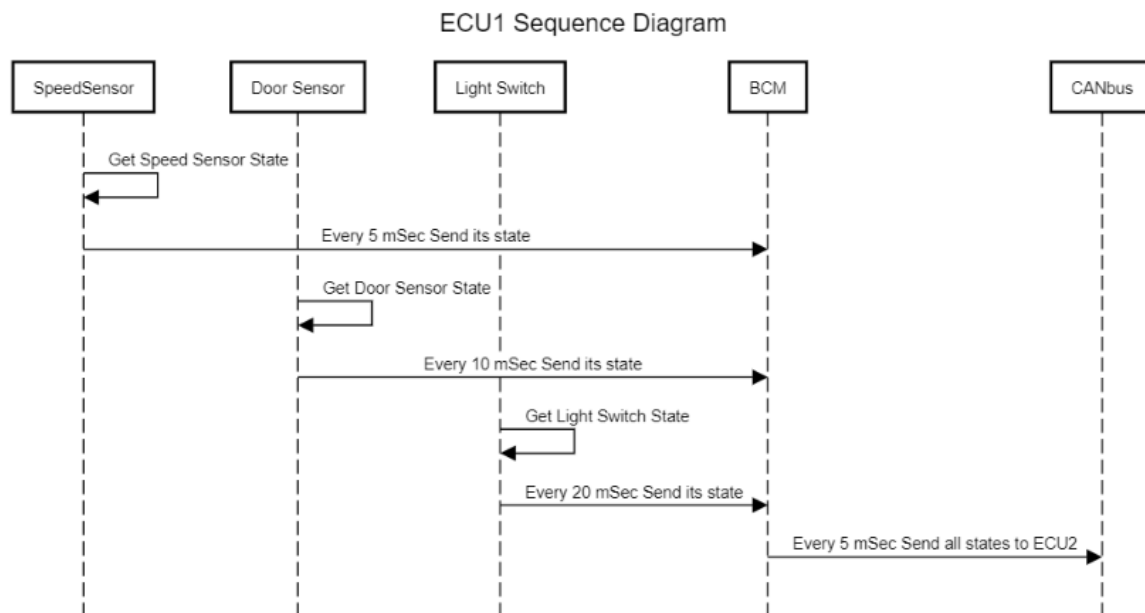 ECU1 Sequence Diagram
SpeedSensor
Door Sensor
Light Switch
BCM
CANbus
Get Speed Sensor State
Every 5 mSec Send its state
Get Door Sensor State
Every 10 mSec Send its state
Get Light Switch State
Every 20 mSec Send its state
Every 5 mSec Send all states to ECU2